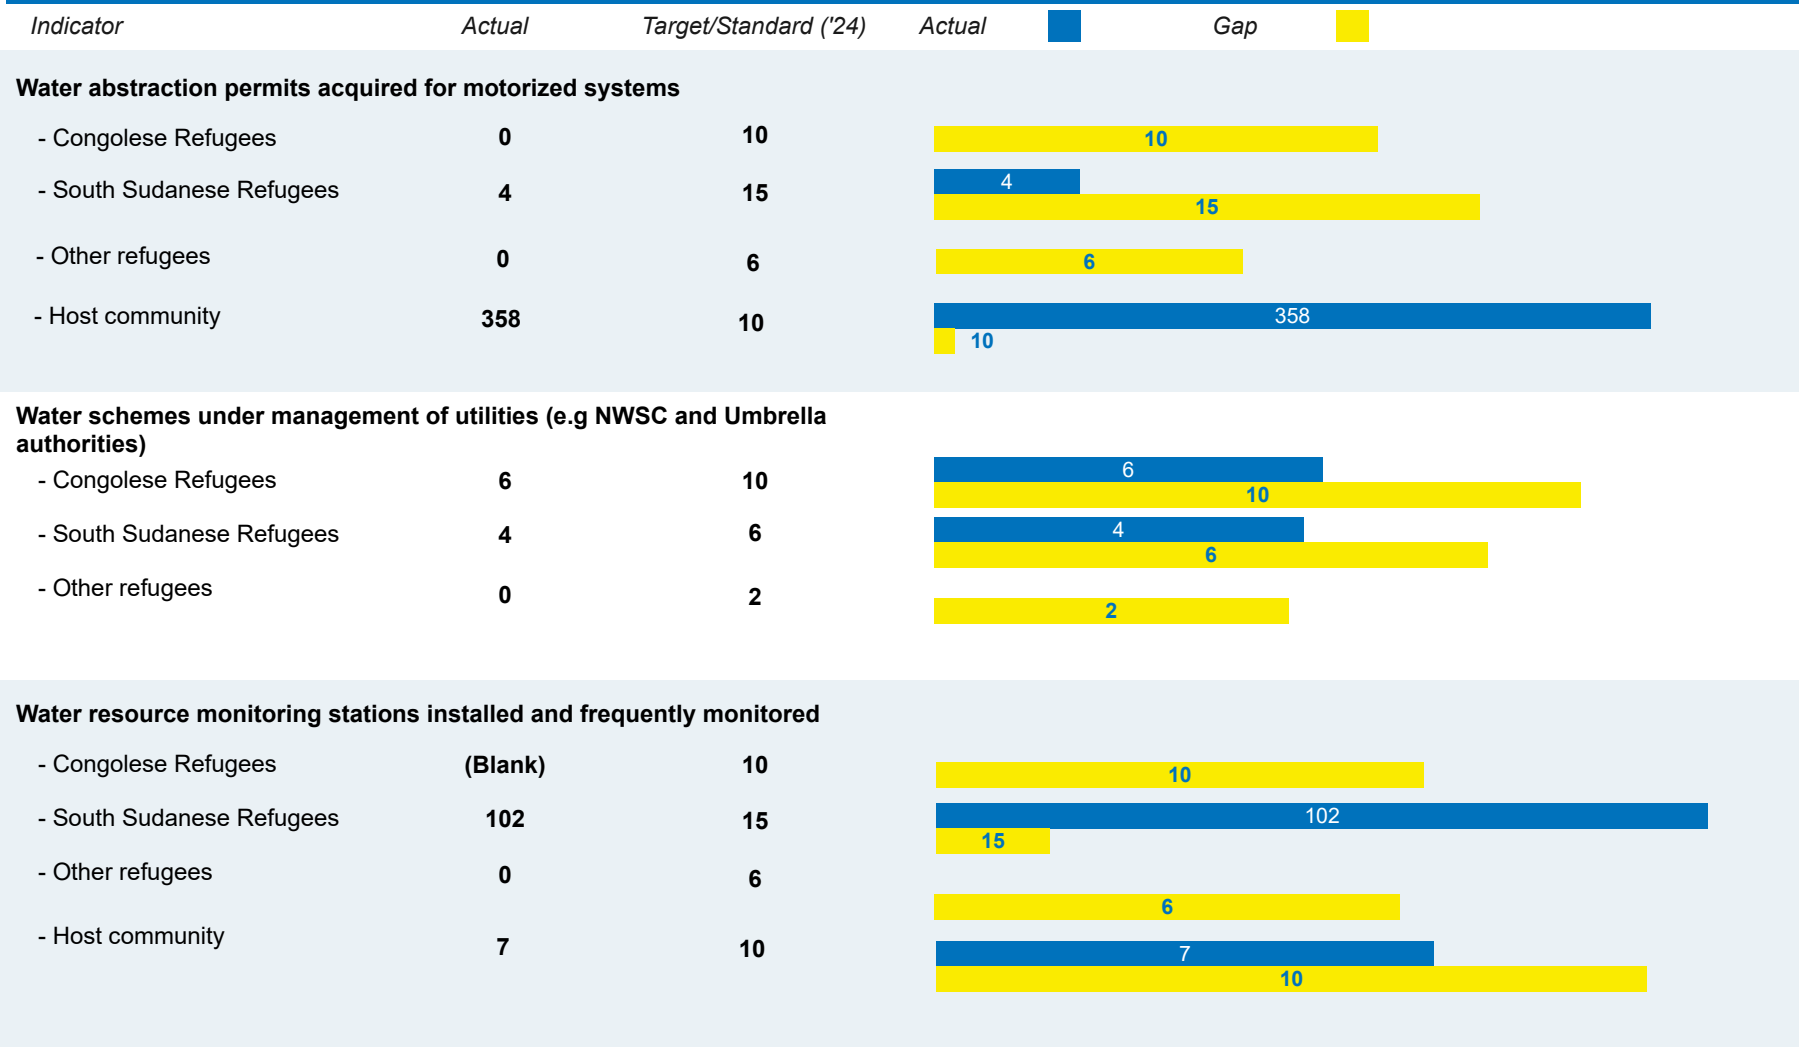 Indicator Actual Target/Standard ('24) Actual Gap
Water abstraction permits acquired for motorized systems
- Congolese Refugees 0 10 10
- South Sudanese Refugees 4 15 4
15
- Other refugees 0 6 6
- Host community 358 10 358
10
Water schemes under management of utilities (e.g NWSC and Umbrella
authorities)
- Congolese Refugees 6 10 6
10
- South Sudanese Refugees 4 6 4
6
- Other refugees 0 2 2
Water resource monitoring stations installed and frequently monitored
- Congolese Refugees (Blank) 10 10
- South Sudanese Refugees 102 15 102
15
- Other refugees 0 6 6
- Host community 7 10 7
10